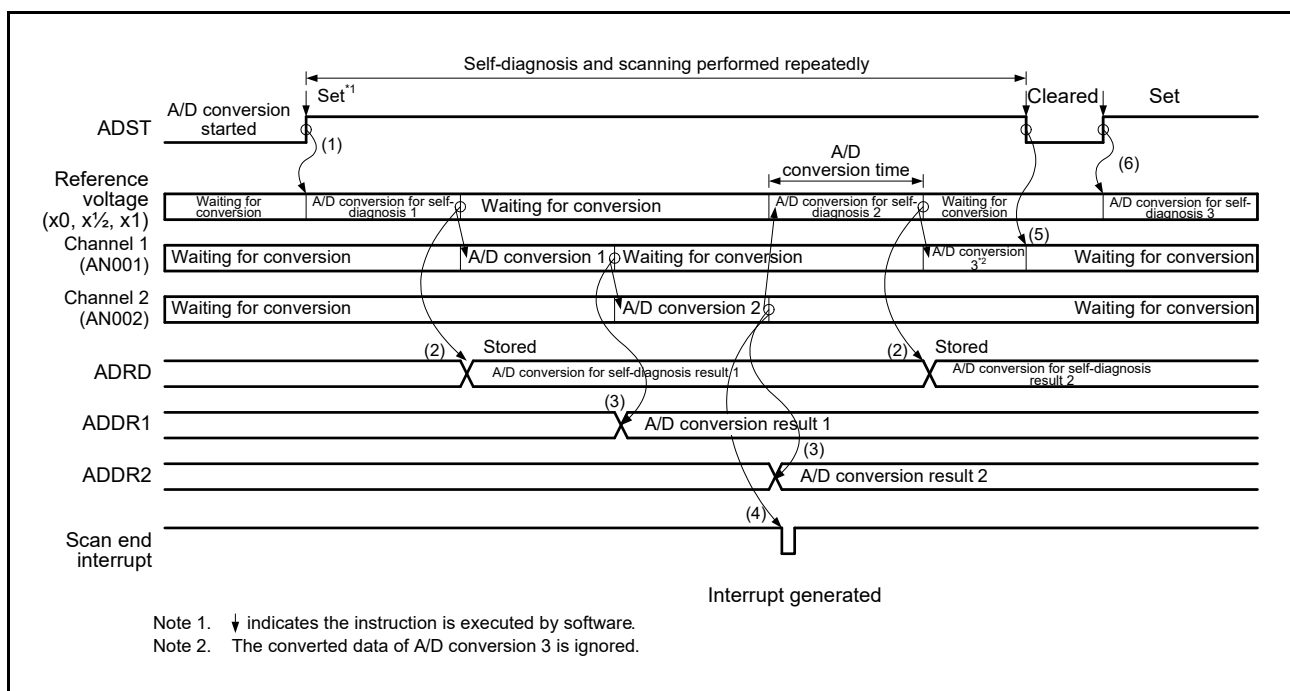 Self-diagnosis and scanning performed repeatedly
A/D conversion
started
Set*1
Cleared
Set
ADST
(1)
A/D
conversion time
(6)
Reference
voltage
(x0, x½, x1)
Waiting for
conversion
A/D conversion for self-
diagnosis 1
Waiting for conversion
A/D conversion for self-
diagnosis 2
Waiting for
conversion
A/D conversion for self-
diagnosis 3
(5)
Channel 1
(AN001)
Waiting for conversion
A/D conversion 1
Waiting for conversion
A/D conversion
3*2
Waiting for conversion
Channel 2
(AN002)
Waiting for conversion
A/D conversion 2
Waiting for conversion
ADRD
(2)
Stored
A/D conversion for self-diagnosis result 1
(2)
Stored
A/D conversion for self-diagnosis
result 2
ADDR1
(3)
A/D conversion result 1
ADDR2
(3)
A/D conversion result 2
Scan end
interrupt
(4)
Interrupt generated
Note 1. indicates the instruction is executed by software.
Note 2. The converted data of A/D conversion 3 is ignored.